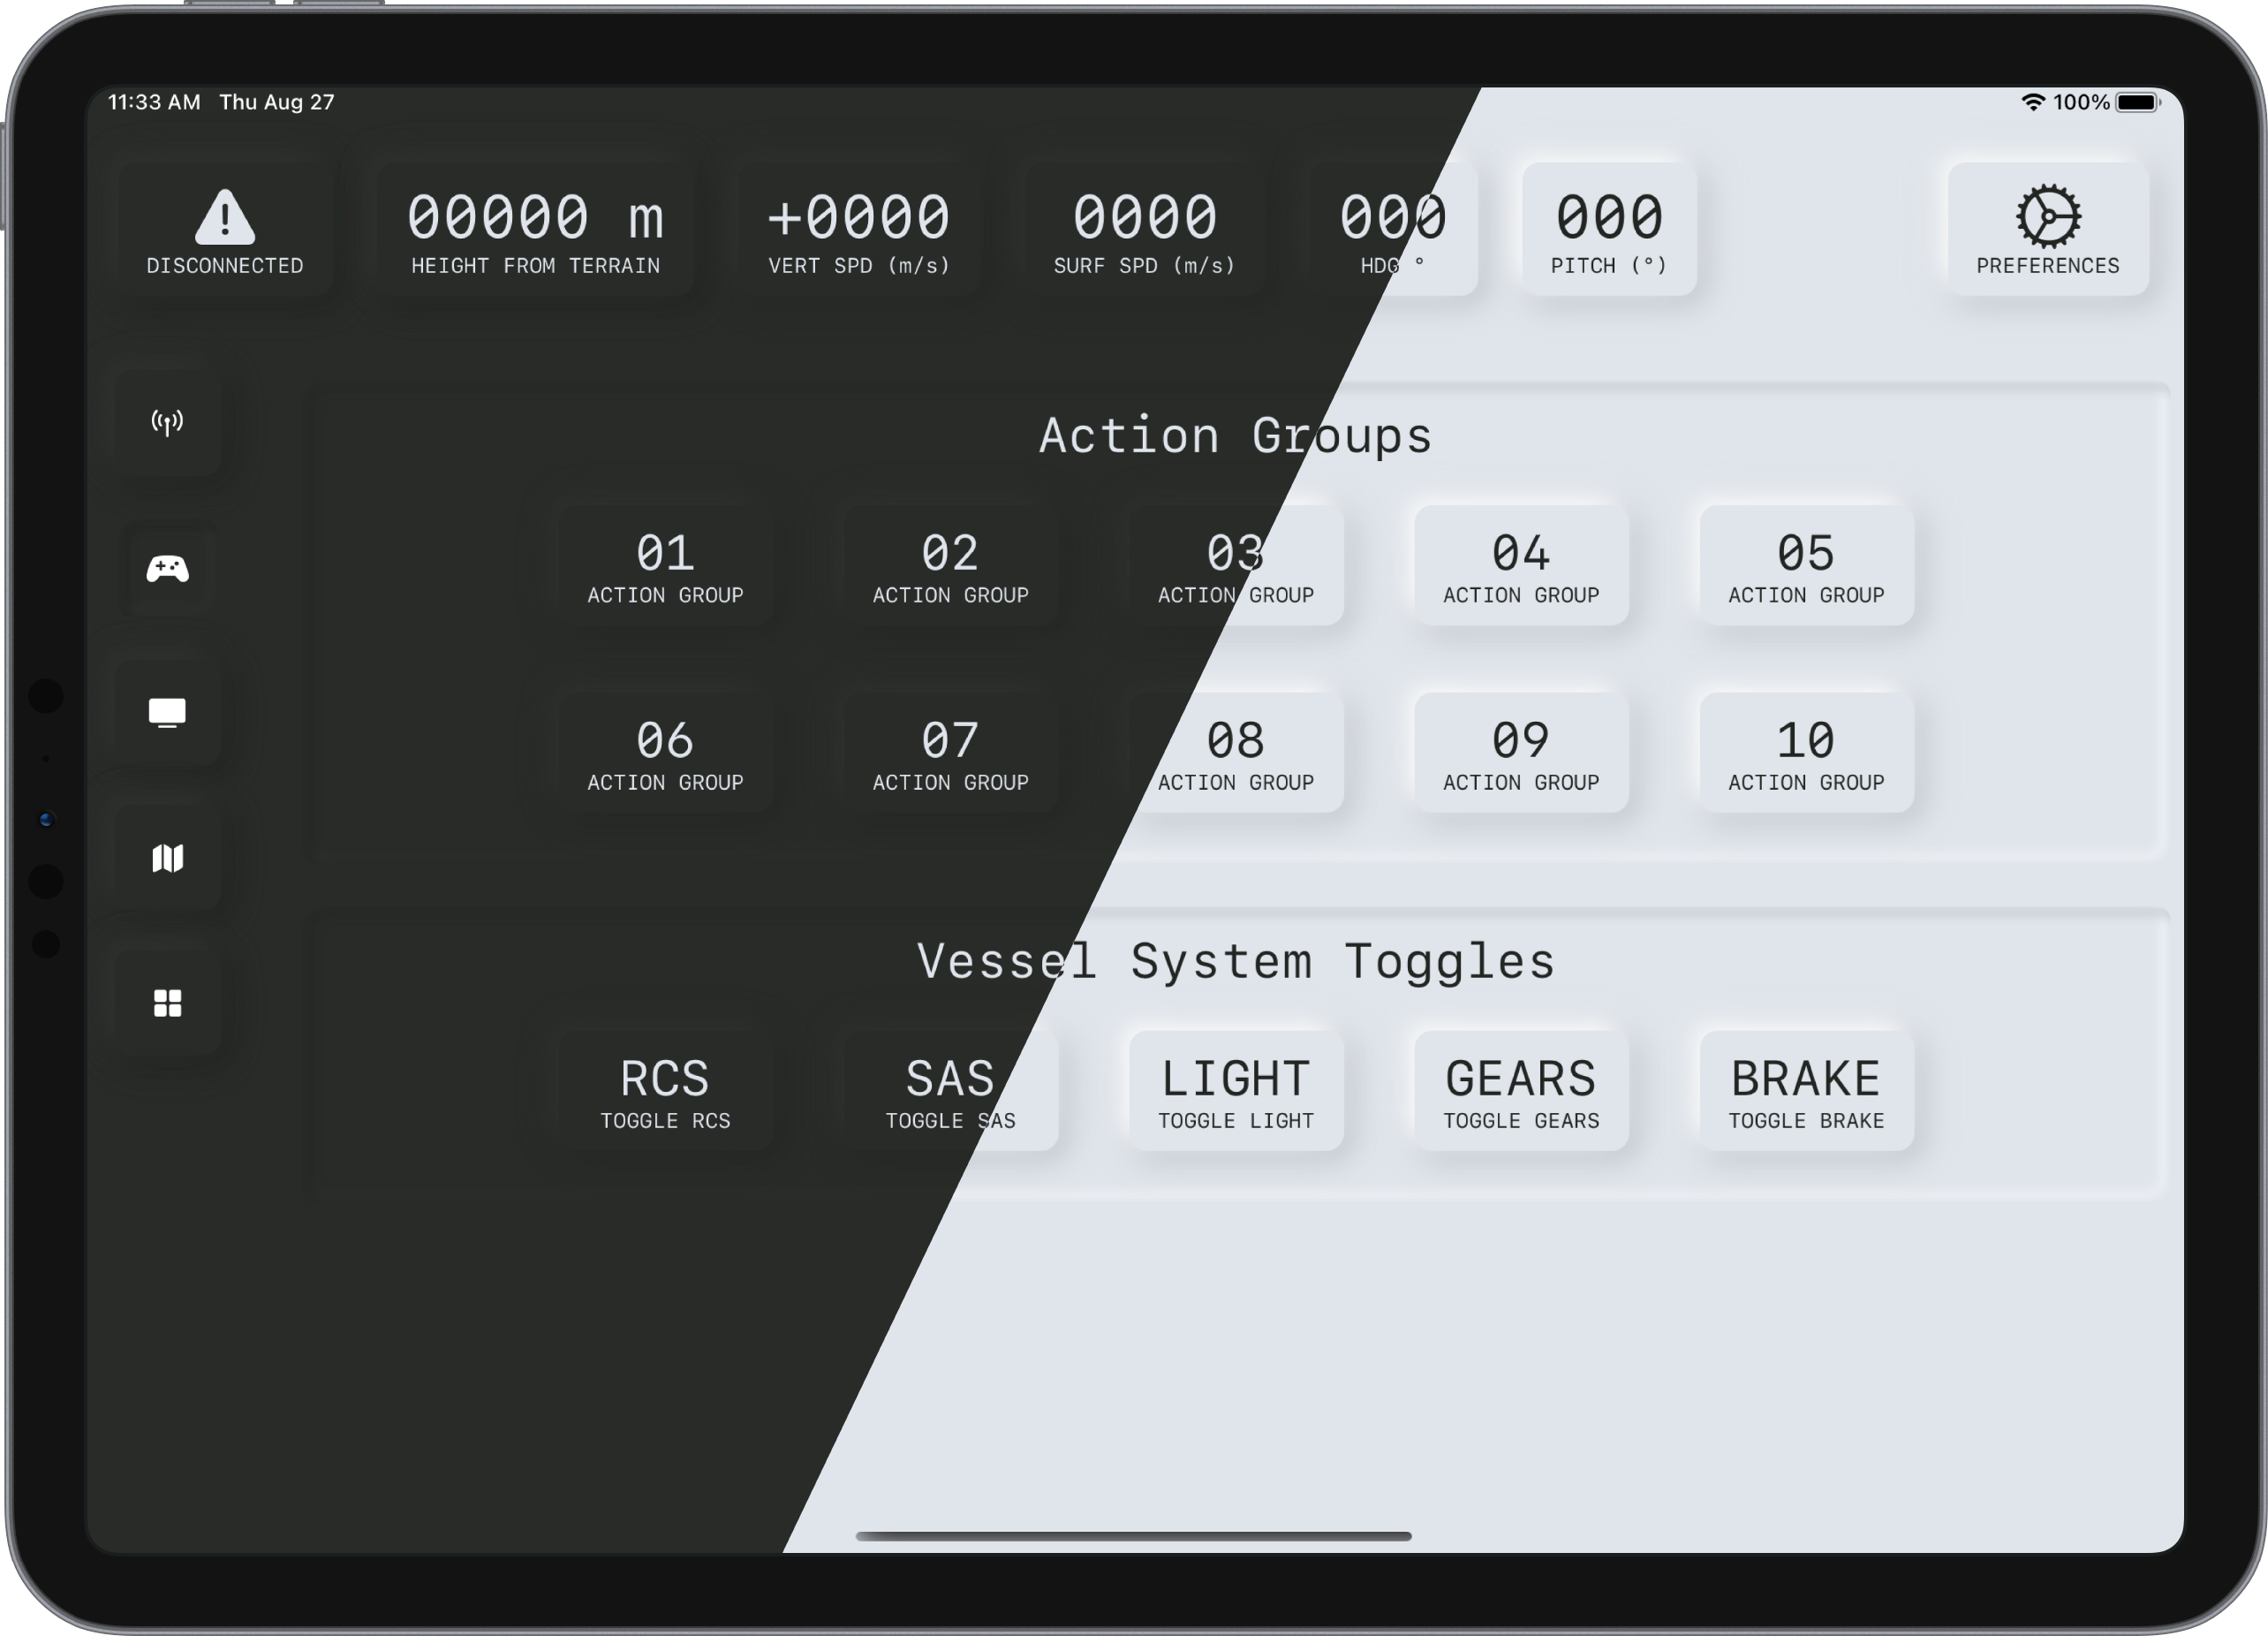 11:33 AM Thu Aug 27 100%
00000 m +0000 0000 000 000
DISCONNECTED HEIGHT FROM TERRAIN VERT SPD (m/s) SURF SPD (m/s) HDG ° PITCH (°) PREFERENCES
Action Groups
01 02 03 04 05
ACTION GROUP ACTION GROUP ACTION GROUP ACTION GROUP ACTION GROUP
06 07 08 09 10
ACTION GROUP ACTION GROUP ACTION GROUP ACTION GROUP ACTION GROUP
Vessel System Toggles
RCS SAS LIGHT GEARS BRAKE
TOGGLE RCS TOGGLE SAS TOGGLE LIGHT TOGGLE GEARS TOGGLE BRAKE